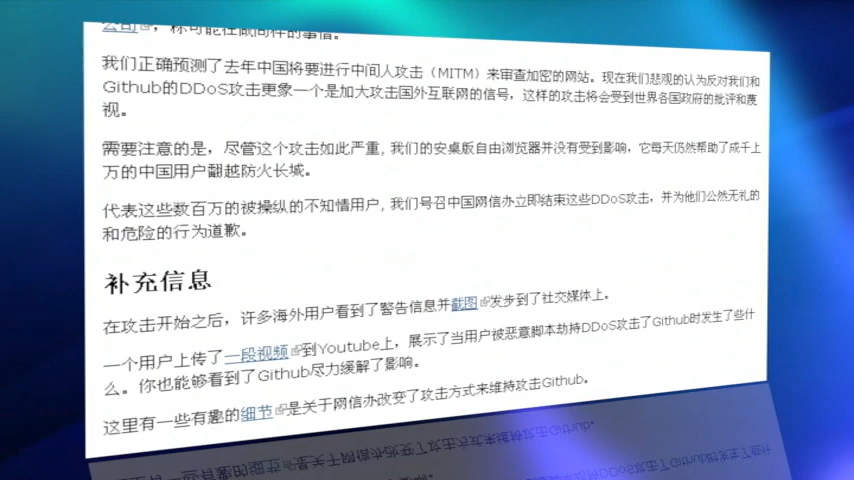 公司，称可能在做同样的事情。
我们正确预测了去年中国将要进行中间人攻击（MITM）来审查加密的网站。现在我们悲观的认为反对我们和
Github的DDoS攻击更象一个是加大攻击国外互联网的信号，这样的攻击将会受到世界各国政府的批评和蔑
视。
需要注意的是，尽管这个攻击如此严重，我们的安桌版自由浏览器并没有受到影响，它每天仍然帮助了成千上
万的中国用户翻越防火长城。
代表这些数百万的被操纵的不知情用户，我们号召中国网信办立即结束这些DDoS攻击，并为他们公然无礼的
和危险的行为道歉。
补充信息
在攻击开始之后，许多海外用户看到了警告信息并截图发步到了社交媒体上。
一个用户上传了一段视频到Youtube上，展示了当用户被恶意脚本劫持DDoS攻击了Github时发生了些什
么。你也能够看到了Github尽力缓解了影响。
这里有一些有趣的细节是关于网信办改变了攻击方式来维持攻击Github。